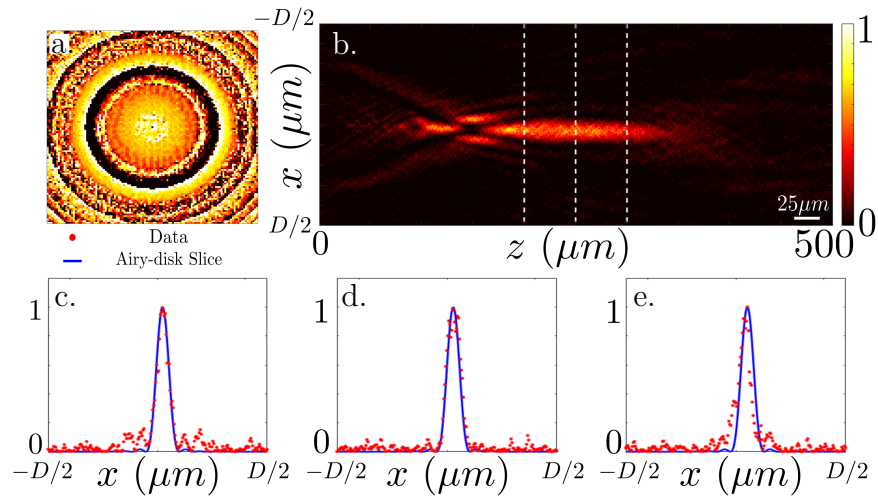 a.
-D/2
x (μm)
D/2
b.
25μm
0
z (μm)
500
1
0
Data
Airy-disk Slice
c.
1
0
-D/2
x (μm)
D/2
d.
1
0
-D/2
x (μm)
D/2
e.
1
0
-D/2
x (μm)
D/2